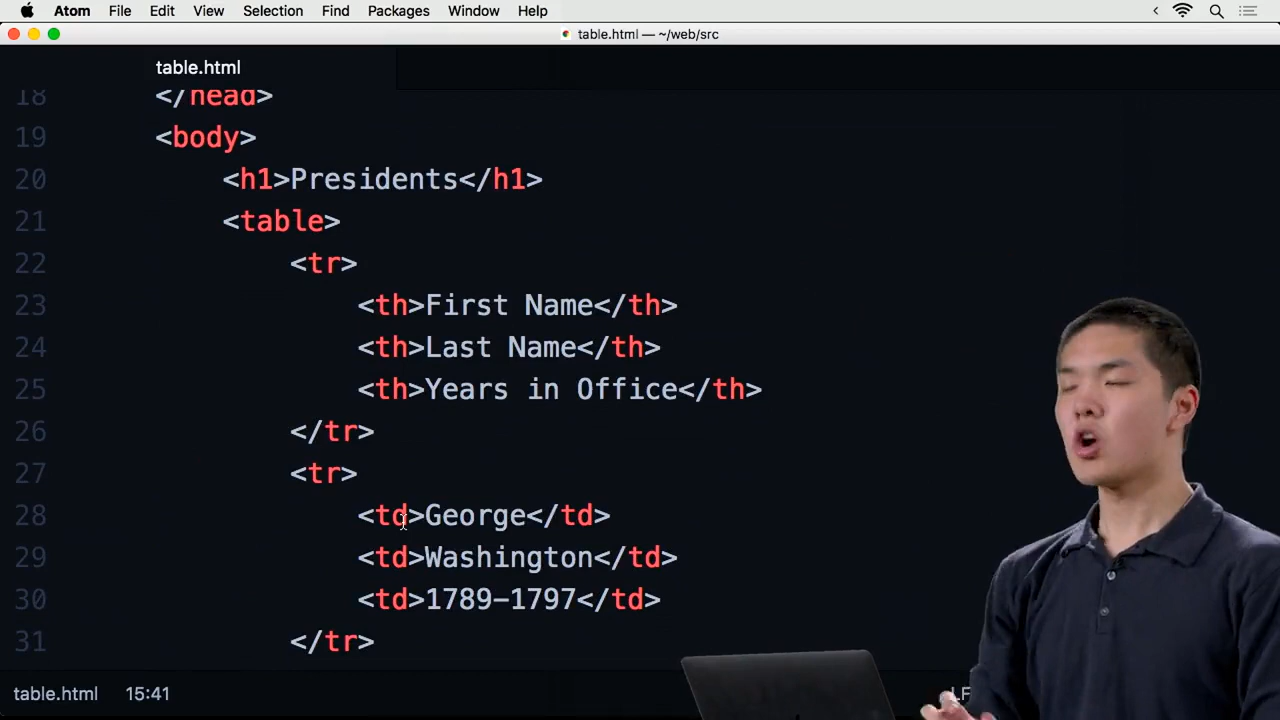 Atom File Edit View Selection Find Packages Window Help
table.html — ~/web/src
table.html
18 </head>
19 <body>
20 <h1>Presidents</h1>
21 <table>
22 <tr>
23 <th>First Name</th>
24 <th>Last Name</th>
25 <th>Years in Office</th>
26 </tr>
27 <tr>
28 <td>George</td>
29 <td>Washington</td>
30 <td>1789-1797</td>
31 </tr>
table.html 15:41 LF